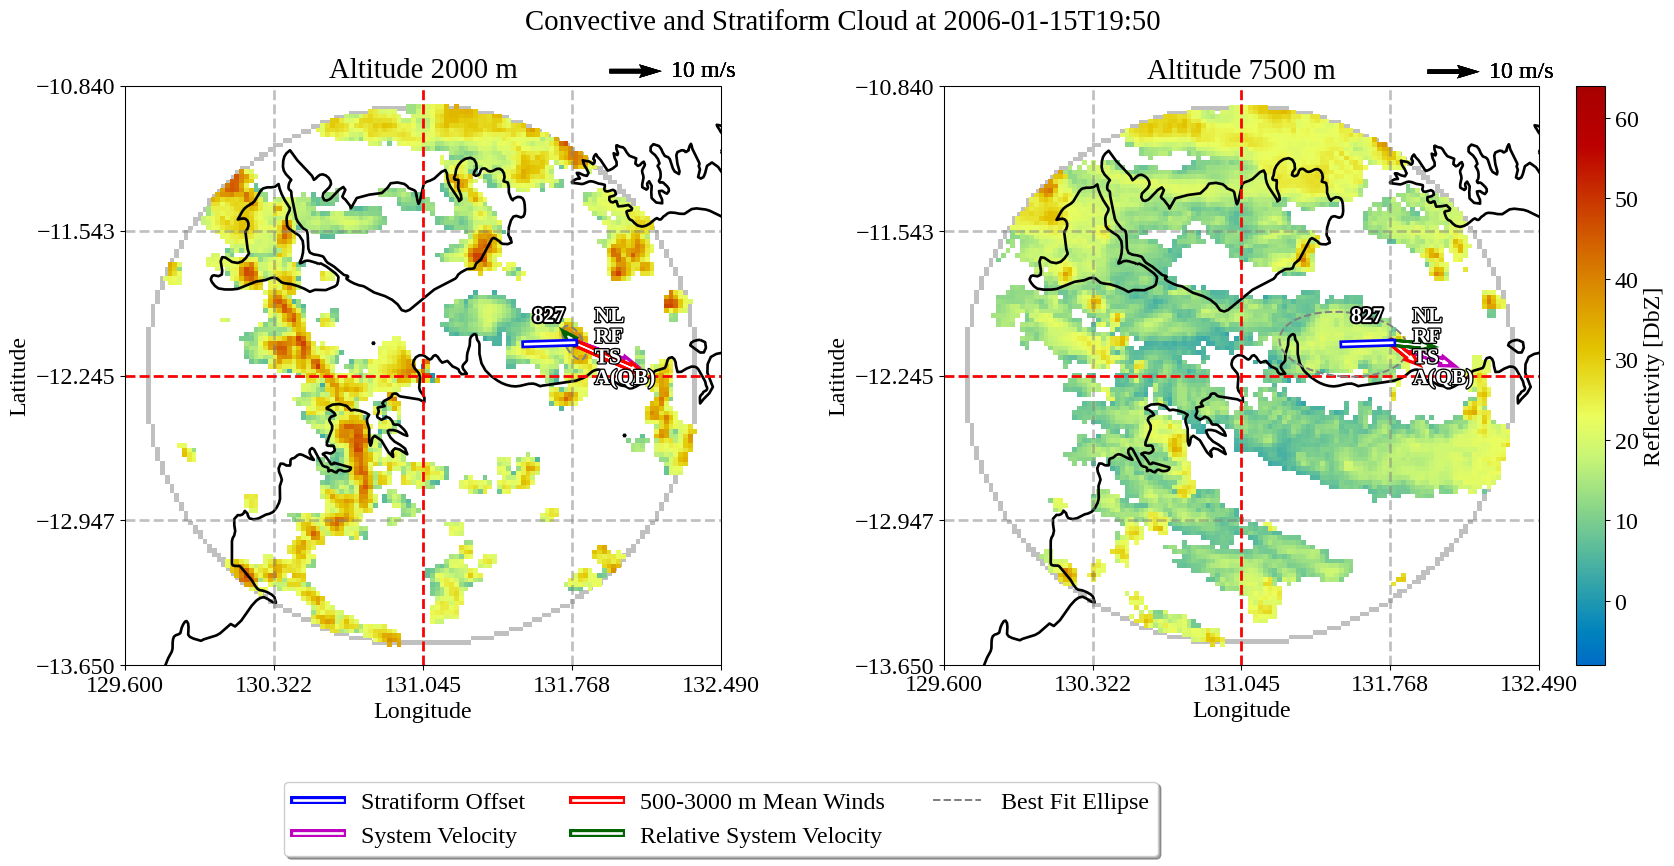 Convective and Stratiform Cloud at 2006-01-15T19:50
Altitude 2000 m
10 m/s
Altitude 7500 m
10 m/s
−10.840
−11.543
−12.245
−12.947
−13.650
129.600
130.322
131.045
131.768
132.490
Latitude
Longitude
827
NL
RF
TS
A(QB)
−10.840
−11.543
−12.245
−12.947
−13.650
129.600
130.322
131.045
131.768
132.490
Latitude
Longitude
827
NL
RF
TS
A(QB)
60
50
40
30
20
10
0
Reflectivity [DbZ]
Stratiform Offset
500-3000 m Mean Winds
Best Fit Ellipse
System Velocity
Relative System Velocity